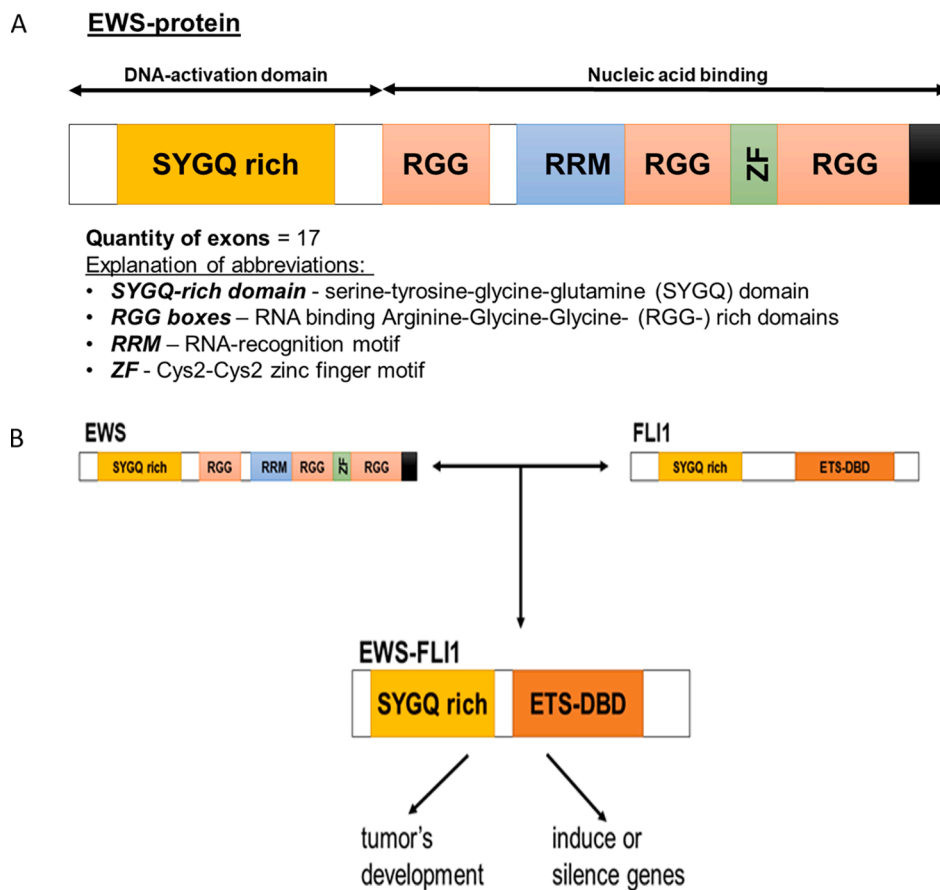 A
EWS-protein
DNA-activation domain
Nucleic acid binding
SYGQ rich
RGG
RRM
RGG
ZF
RGG
Quantity of exons = 17
Explanation of abbreviations:
• SYGQ-rich domain - serine-tyrosine-glycine-glutamine (SYGQ) domain
• RGG boxes – RNA binding Arginine-Glycine-Glycine- (RGG-) rich domains
• RRM – RNA-recognition motif
• ZF - Cys2-Cys2 zinc finger motif
B
EWS
SYGQ rich
RGG
RRM
RGG
ZF
RGG
FLI1
SYGQ rich
ETS-DBD
EWS-FLI1
SYGQ rich
ETS-DBD
tumor's
development
induce or
silence genes